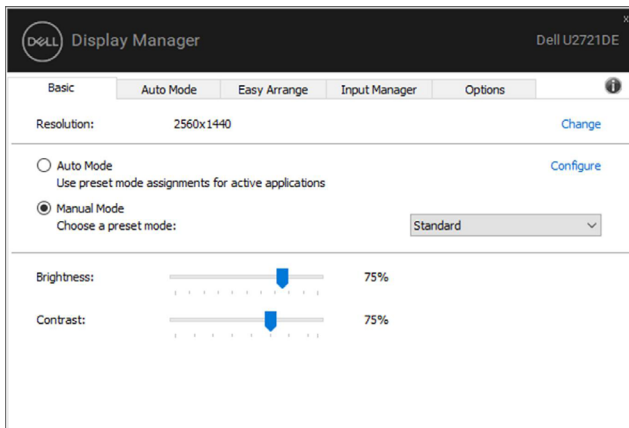 x
DELL Display Manager Dell U2721DE
Basic Auto Mode Easy Arrange Input Manager Options i
Resolution: 2560x1440 Change
Auto Mode Configure
Use preset mode assignments for active applications
Manual Mode
Choose a preset mode: Standard
Brightness: 75%
Contrast: 75%